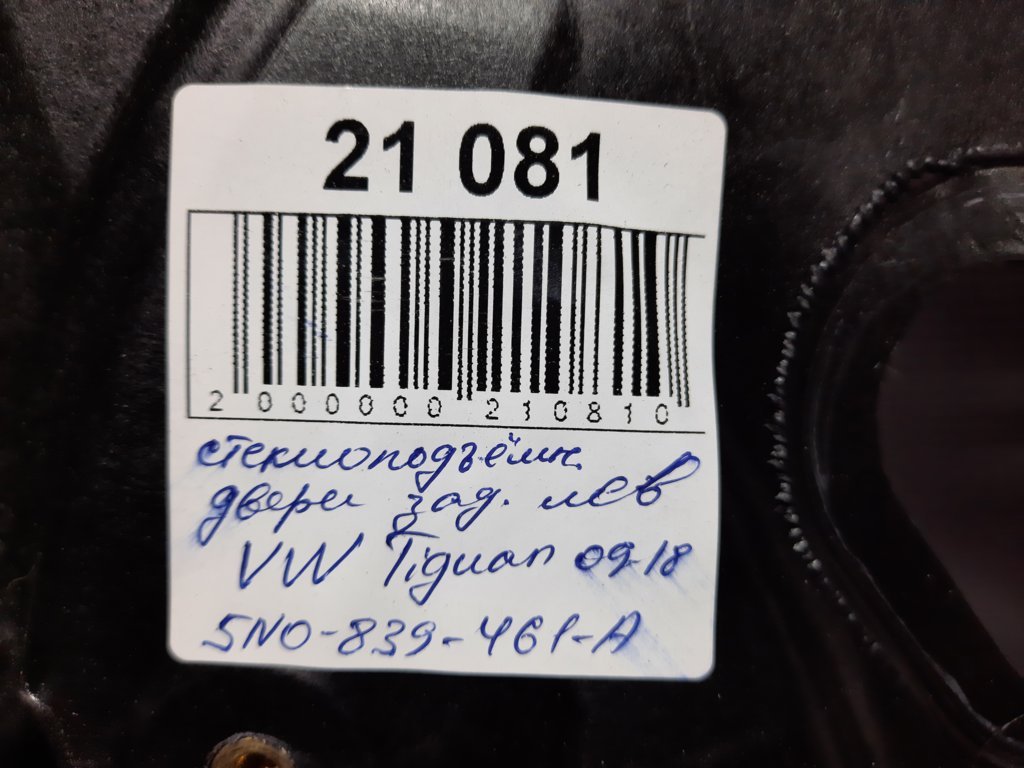 21 081
2 000000 210810
стеклоподъёмн.
двери зад. лев
VW Tiguan 09-18
5N0-839-461-A